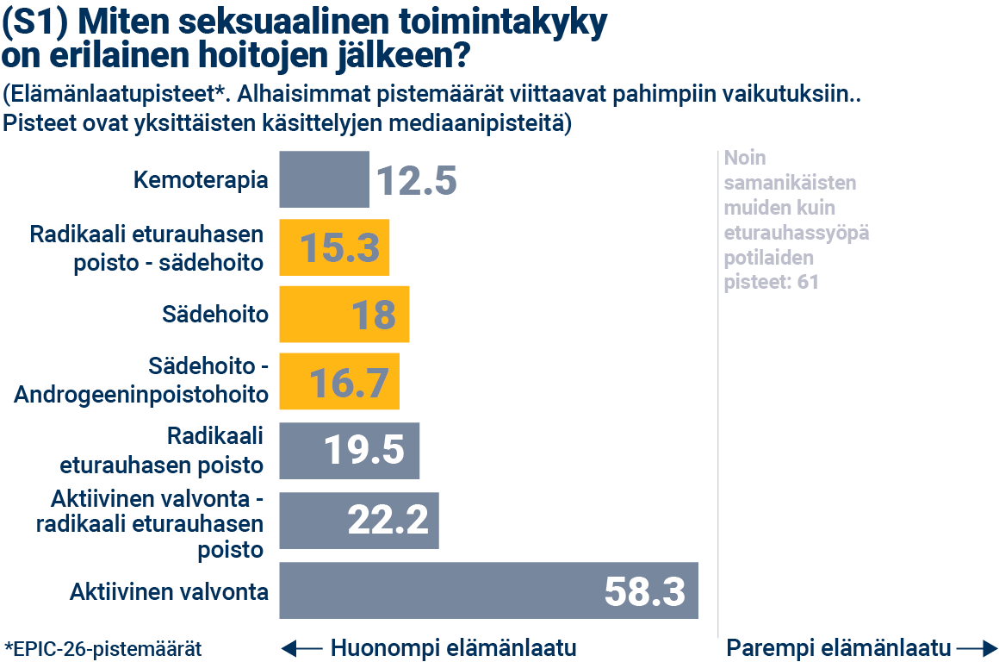 (S1) Miten seksuaalinen toimintakyky
on erilainen hoitojen jälkeen?
(Elämänlaatupisteet*. Alhaisimmat pistemäärät viittaavat pahimpiin vaikutuksiin..
Pisteet ovat yksittäisten käsittelyjen mediaanipisteitä)
Kemoterapia
12.5
Radikaali eturauhasen
poisto - sädehoito
15.3
Sädehoito
18
Sädehoito -
Androgeeninpoistohoito
16.7
Radikaali
eturauhasen poisto
19.5
Aktiivinen valvonta -
radikaali eturauhasen
poisto
22.2
Aktiivinen valvonta
58.3
Noin
samanikäisten
muiden kuin
eturauhassyöpä
potilaiden
pisteet: 61
*EPIC-26-pistemäärät
Huonompi elämänlaatu
Parempi elämänlaatu